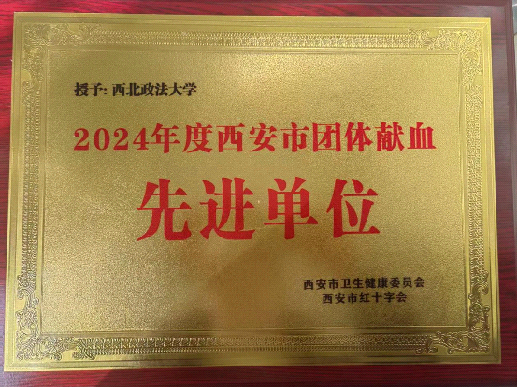 授予: 西北政法大学
2024年度西安市团体献血
先进单位
西安市卫生健康委员会
西安市红十字会